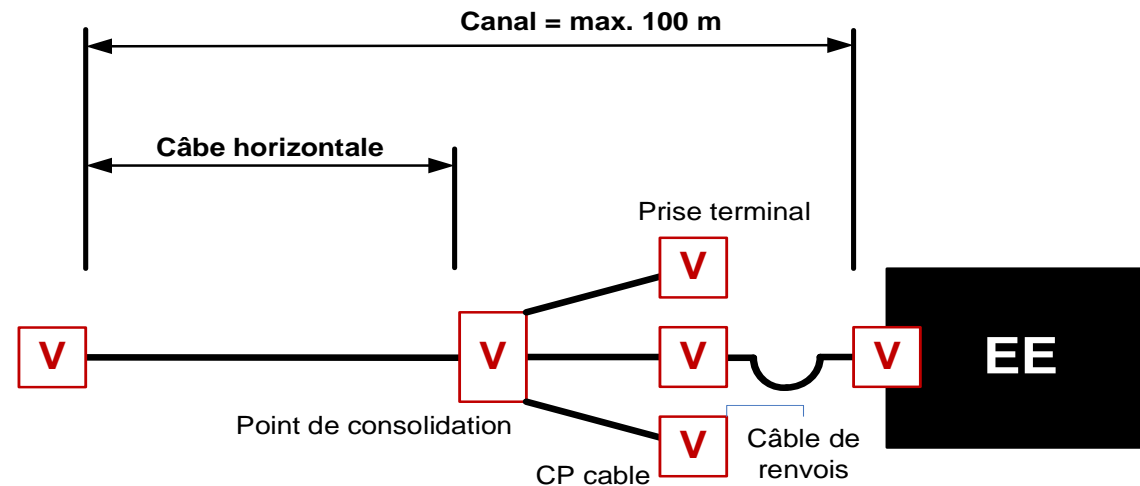 Canal = max. 100 m
Câbe horizontale
Prise terminal
V
V
V
V
V
EE
Point de consolidation
V
CP cable
Câble de
renvois